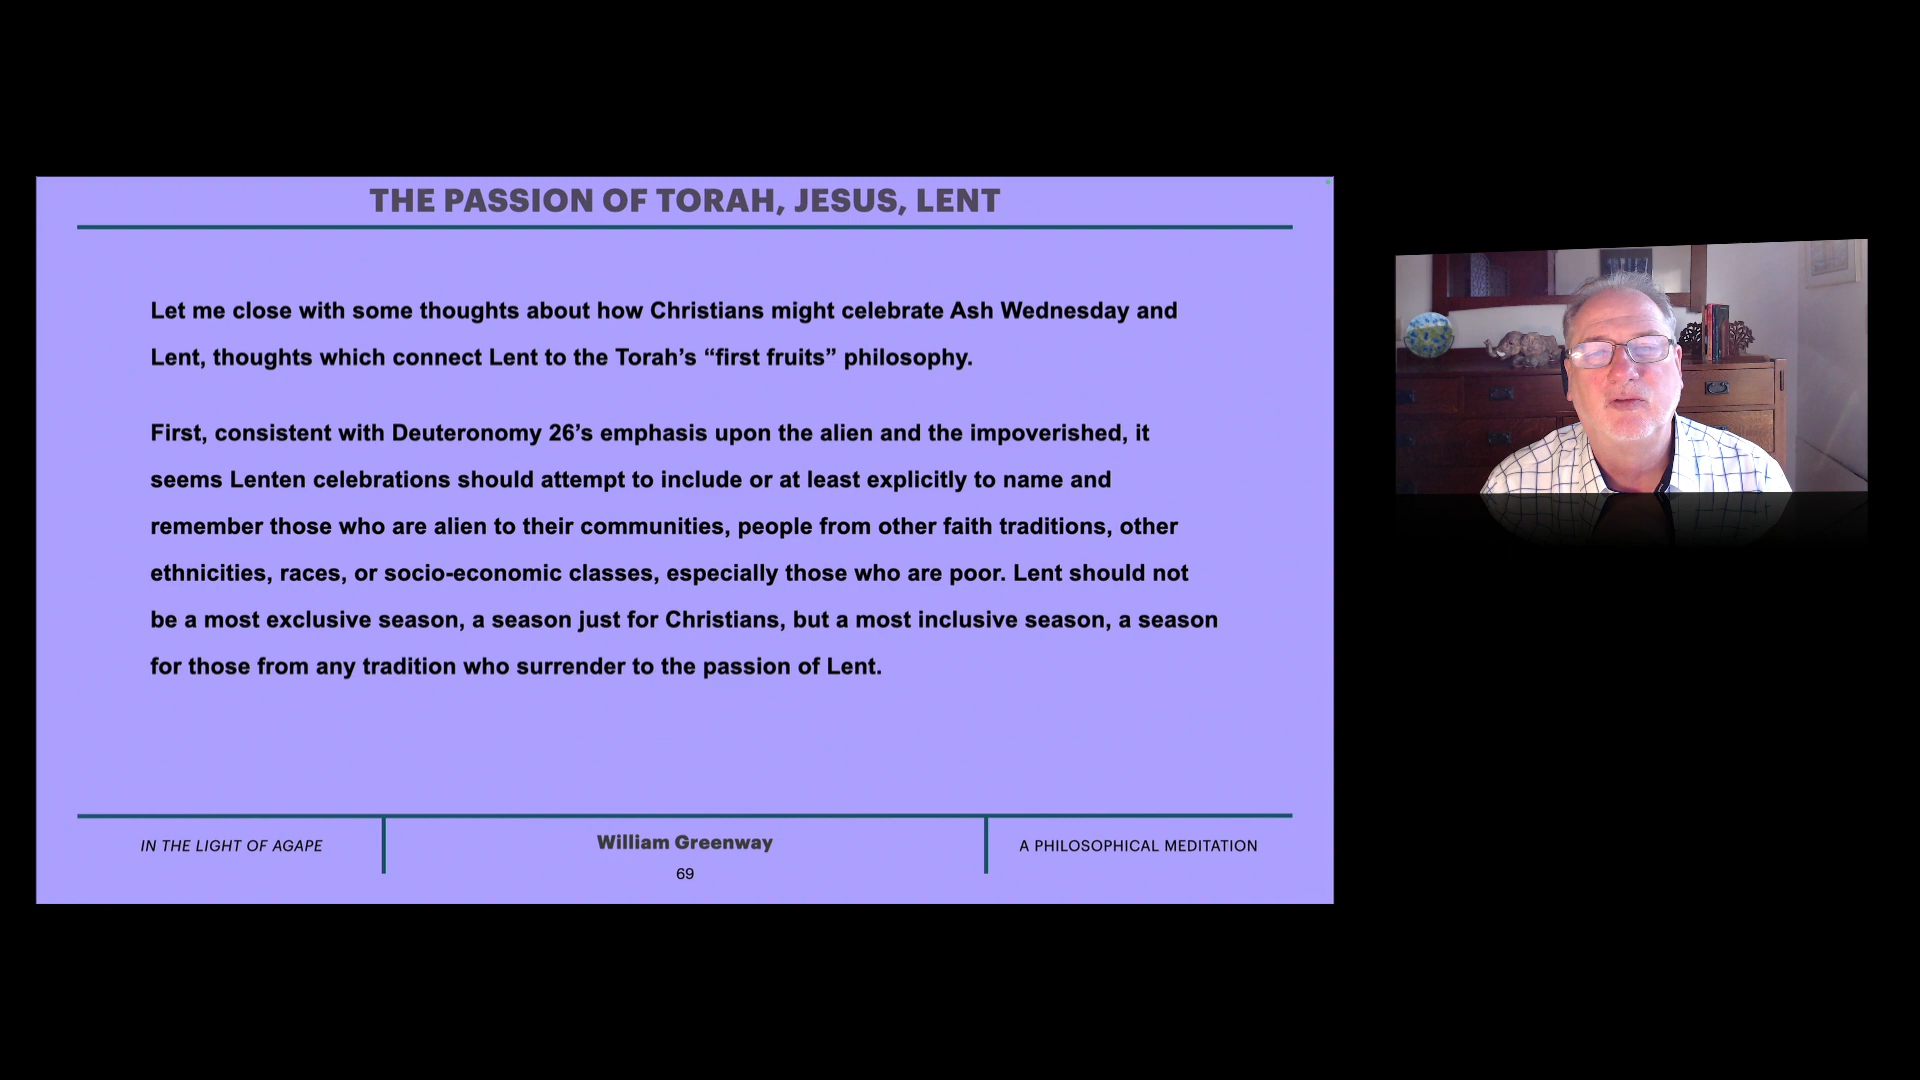 THE PASSION OF TORAH, JESUS, LENT
Let me close with some thoughts about how Christians might celebrate Ash Wednesday and
Lent, thoughts which connect Lent to the Torah’s “first fruits” philosophy.
First, consistent with Deuteronomy 26’s emphasis upon the alien and the impoverished, it
seems Lenten celebrations should attempt to include or at least explicitly to name and
remember those who are alien to their communities, people from other faith traditions, other
ethnicities, races, or socio-economic classes, especially those who are poor. Lent should not
be a most exclusive season, a season just for Christians, but a most inclusive season, a season
for those from any tradition who surrender to the passion of Lent.
IN THE LIGHT OF AGAPE
William Greenway
69
A PHILOSOPHICAL MEDITATION